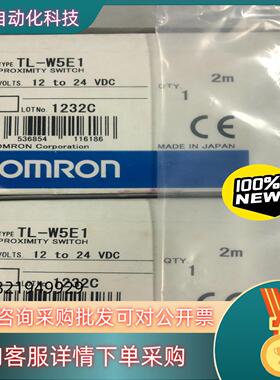 自动化科技
TYPE TL-W5E1
PROXIMITY SWITCH
VOLTS 12 to 24 VDC
2m
LOT No. 1232C
536854 116186
OMRON Corporation
MADE IN JAPAN
CE
OMRON
QTY. 1
100%
NEW
TYPE TL-W5E1
PROXIMITY SWITCH
VOLTS 12 to 24 VDC
2m
1232C
QTY. 1
CE
咨询采购批发可对公开票
客服详情下单采购